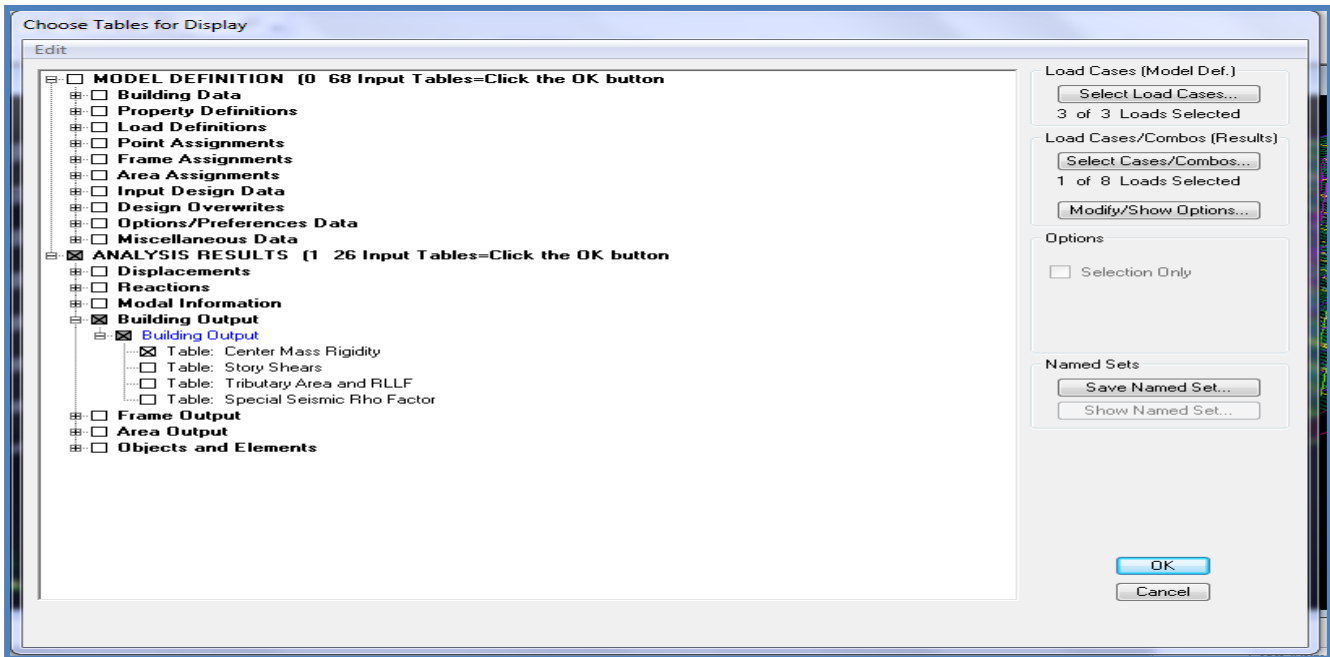 Choose Tables for Display
Edit
MODEL DEFINITION (0 68 Input Tables=Click the OK button
Building Data
Property Definitions
Load Definitions
Point Assignments
Frame Assignments
Area Assignments
Input Design Data
Design Overwrites
Options/Preferences Data
Miscellaneous Data
ANALYSIS RESULTS (1 26 Input Tables=Click the OK button
Displacements
Reactions
Modal Information
Building Output
Building Output
Table: Center Mass Rigidity
Table: Story Shears
Table: Tributary Area and RLLF
Table: Special Seismic Rho Factor
Frame Output
Area Output
Objects and Elements
Load Cases (Model Def.)
Select Load Cases...
3 of 3 Loads Selected
Load Cases/Combos (Results)
Select Cases/Combos...
1 of 8 Loads Selected
Modify/Show Options...
Options
Selection Only
Named Sets
Save Named Set...
Show Named Set...
OK
Cancel